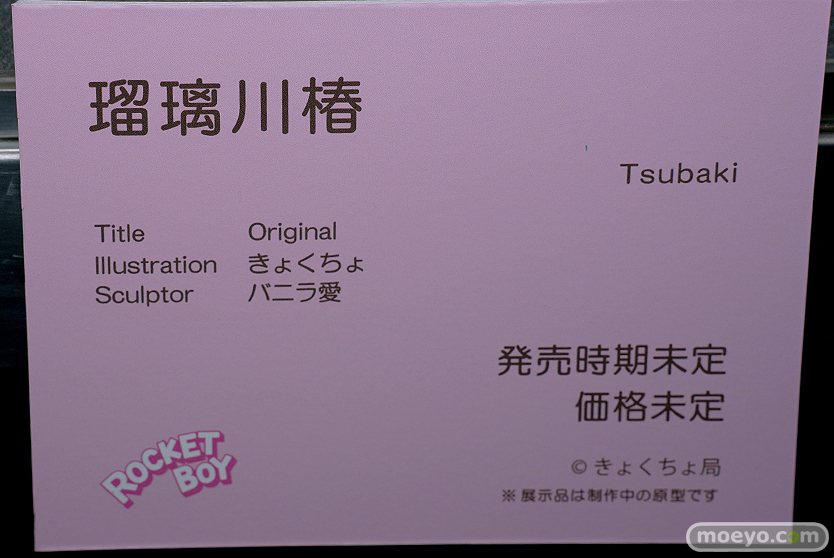 瑠璃川椿
Tsubaki
Title Original
Illustration きょくちょ
Sculptor バニラ愛
発売時期未定
価格未定
© きょくちょ局
※展示品は制作中の原型です
ROCKET
BOY
moeyo.com